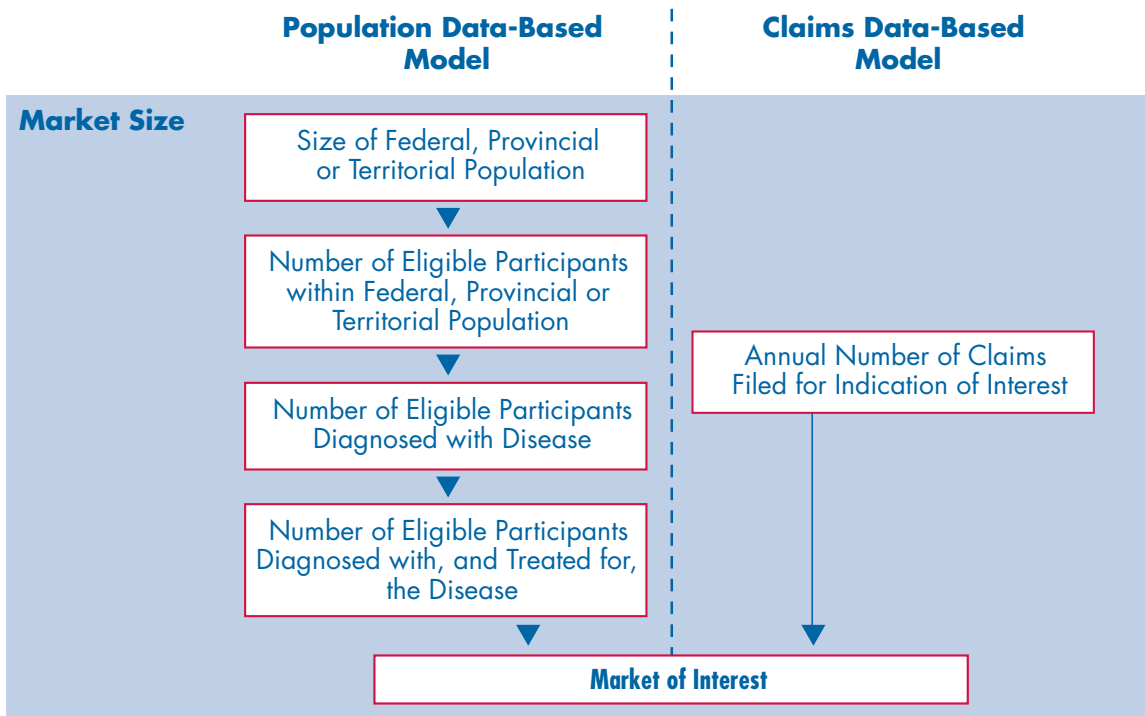 Population Data-Based
Model
Claims Data-Based
Model
Market Size
Size of Federal, Provincial
or Territorial Population
Number of Eligible Participants
within Federal, Provincial or
Territorial Population
Number of Eligible Participants
Diagnosed with Disease
Number of Eligible Participants
Diagnosed with, and Treated for,
the Disease
Annual Number of Claims
Filed for Indication of Interest
Market of Interest